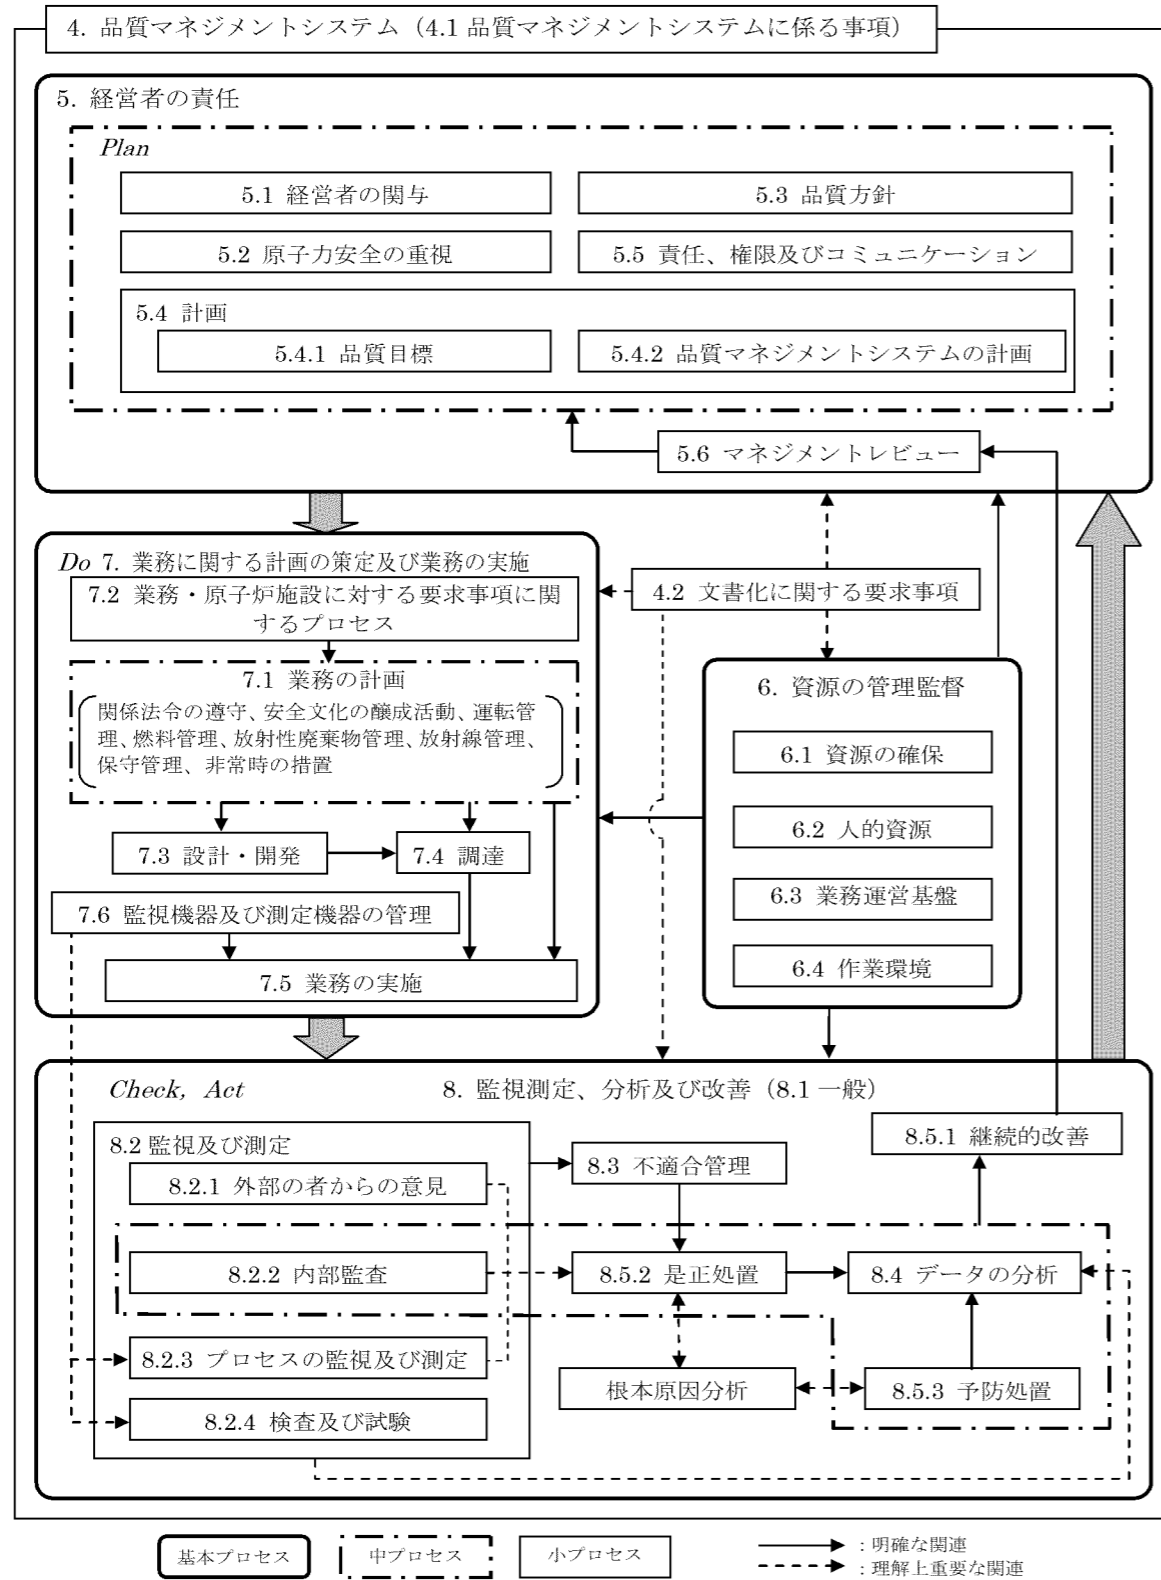 4. 品質マネジメントシステム（4.1 品質マネジメントシステムに係る事項）
5. 経営者の責任
Plan
5.1 経営者の関与
5.3 品質方針
5.2 原子力安全の重視
5.5 責任、権限及びコミュニケーション
5.4 計画
5.4.1 品質目標
5.4.2 品質マネジメントシステムの計画
5.6 マネジメントレビュー
Do 7. 業務に関する計画の策定及び業務の実施
7.2 業務・原子炉施設に対する要求事項に関
するプロセス
4.2 文書化に関する要求事項
7.1 業務の計画
関係法令の遵守、安全文化の醸成活動、運転管
理、燃料管理、放射性廃棄物管理、放射線管理、
保守管理、非常時の措置
6. 資源の管理監督
6.1 資源の確保
6.2 人的資源
6.3 業務運営基盤
6.4 作業環境
7.3 設計・開発
7.4 調達
7.6 監視機器及び測定機器の管理
7.5 業務の実施
Check, Act
8. 監視測定、分析及び改善（8.1 一般）
8.2 監視及び測定
8.2.1 外部の者からの意見
8.3 不適合管理
8.5.1 継続的改善
8.2.2 内部監査
8.5.2 是正処置
8.4 データの分析
8.2.3 プロセスの監視及び測定
根本原因分析
8.5.3 予防処置
8.2.4 検査及び試験
基本プロセス
中プロセス
小プロセス
：明確な関連
：理解上重要な関連